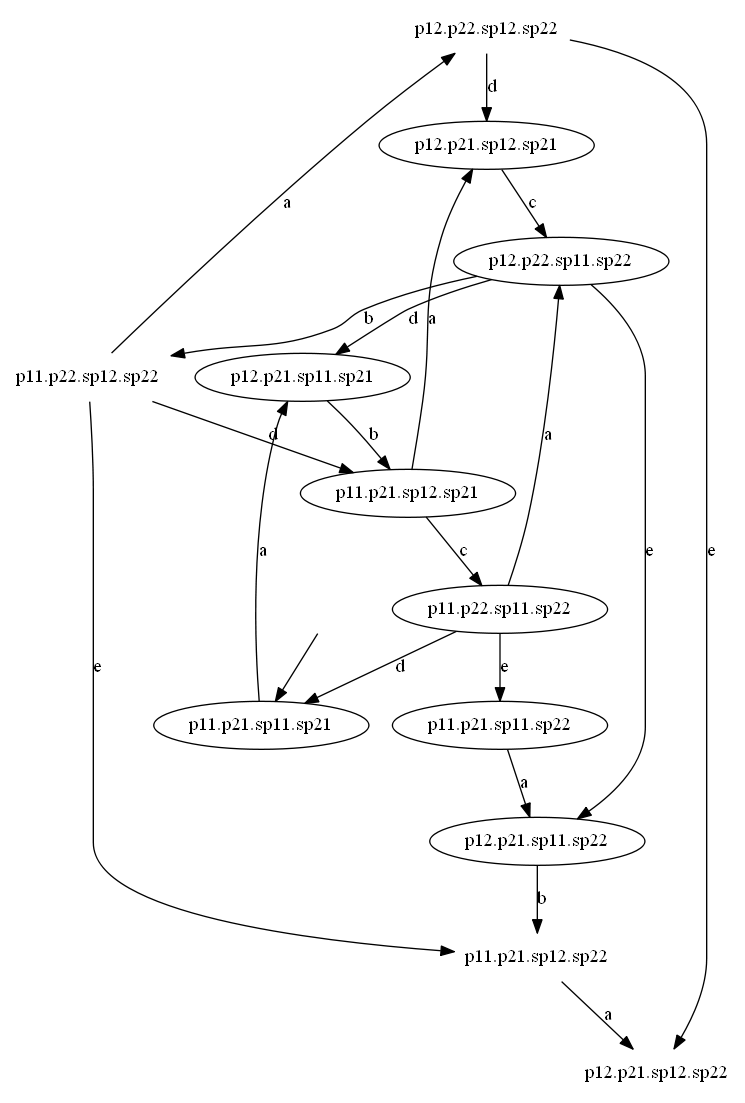 p12.p22.sp12.sp22
d
p12.p21.sp12.sp21
a
c
p12.p22.sp11.sp22
b
d
a
p11.p22.sp12.sp22
p12.p21.sp11.sp21
d
b
a
p11.p21.sp12.sp21
a
c
e
e
p11.p22.sp11.sp22
e
d
e
p11.p21.sp11.sp21
p11.p21.sp11.sp22
a
p12.p21.sp11.sp22
b
p11.p21.sp12.sp22
a
p12.p21.sp12.sp22